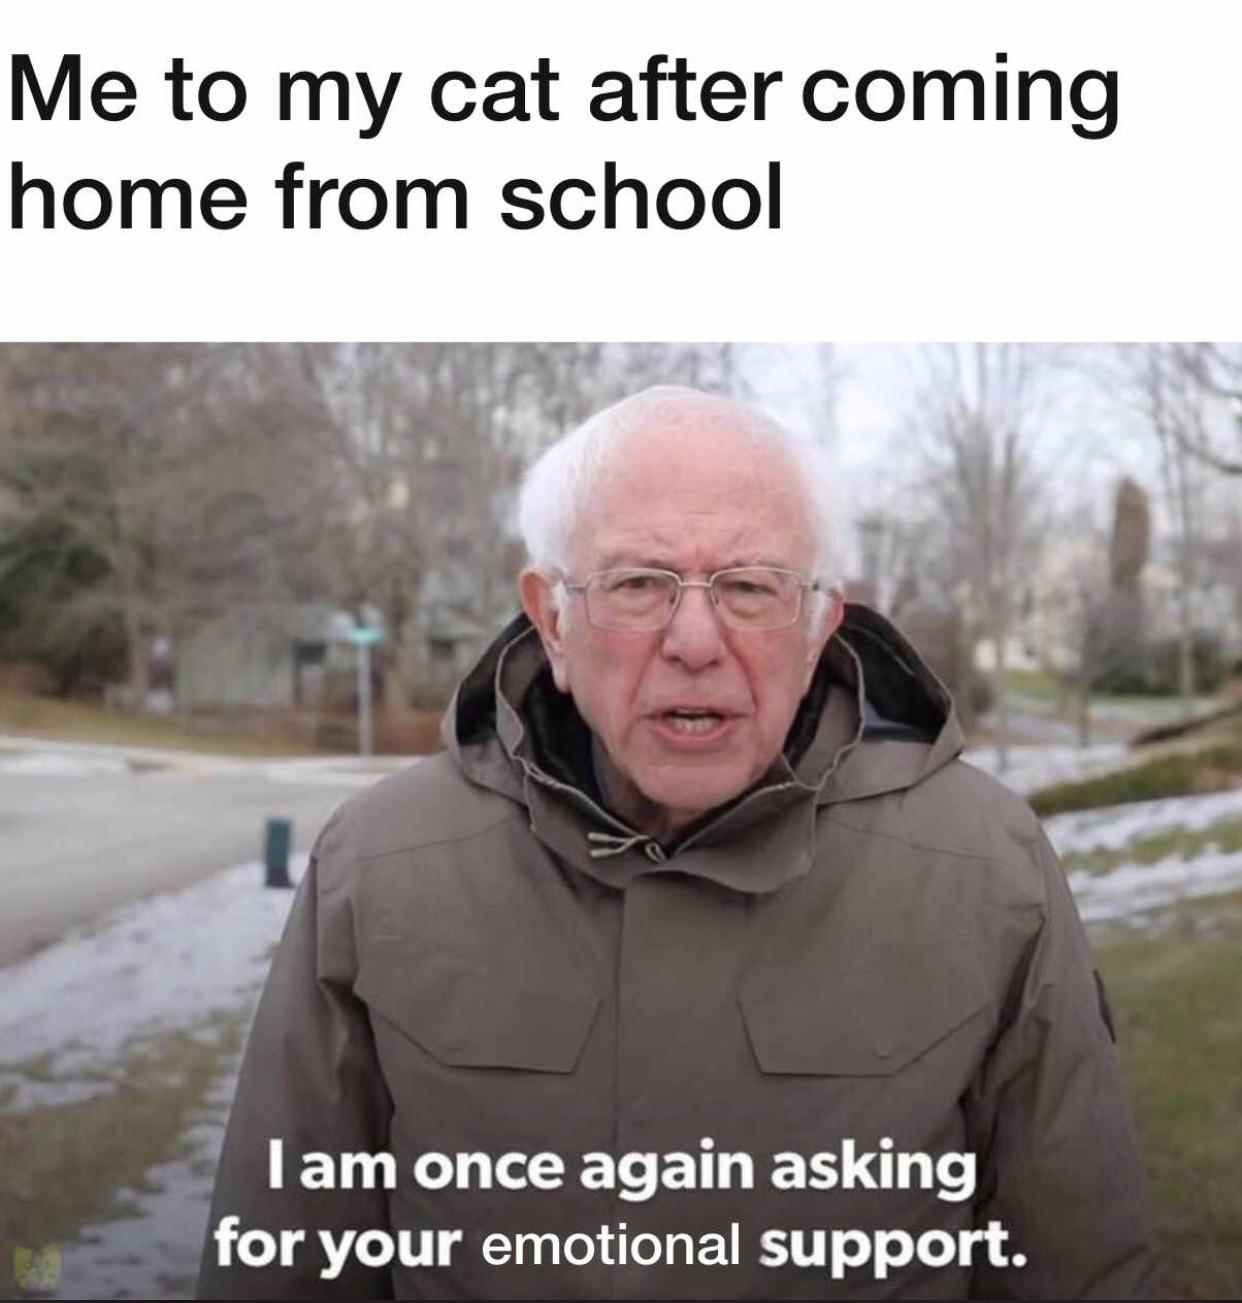 Me to my cat after coming
home from school
I am once again asking
for your emotional support.